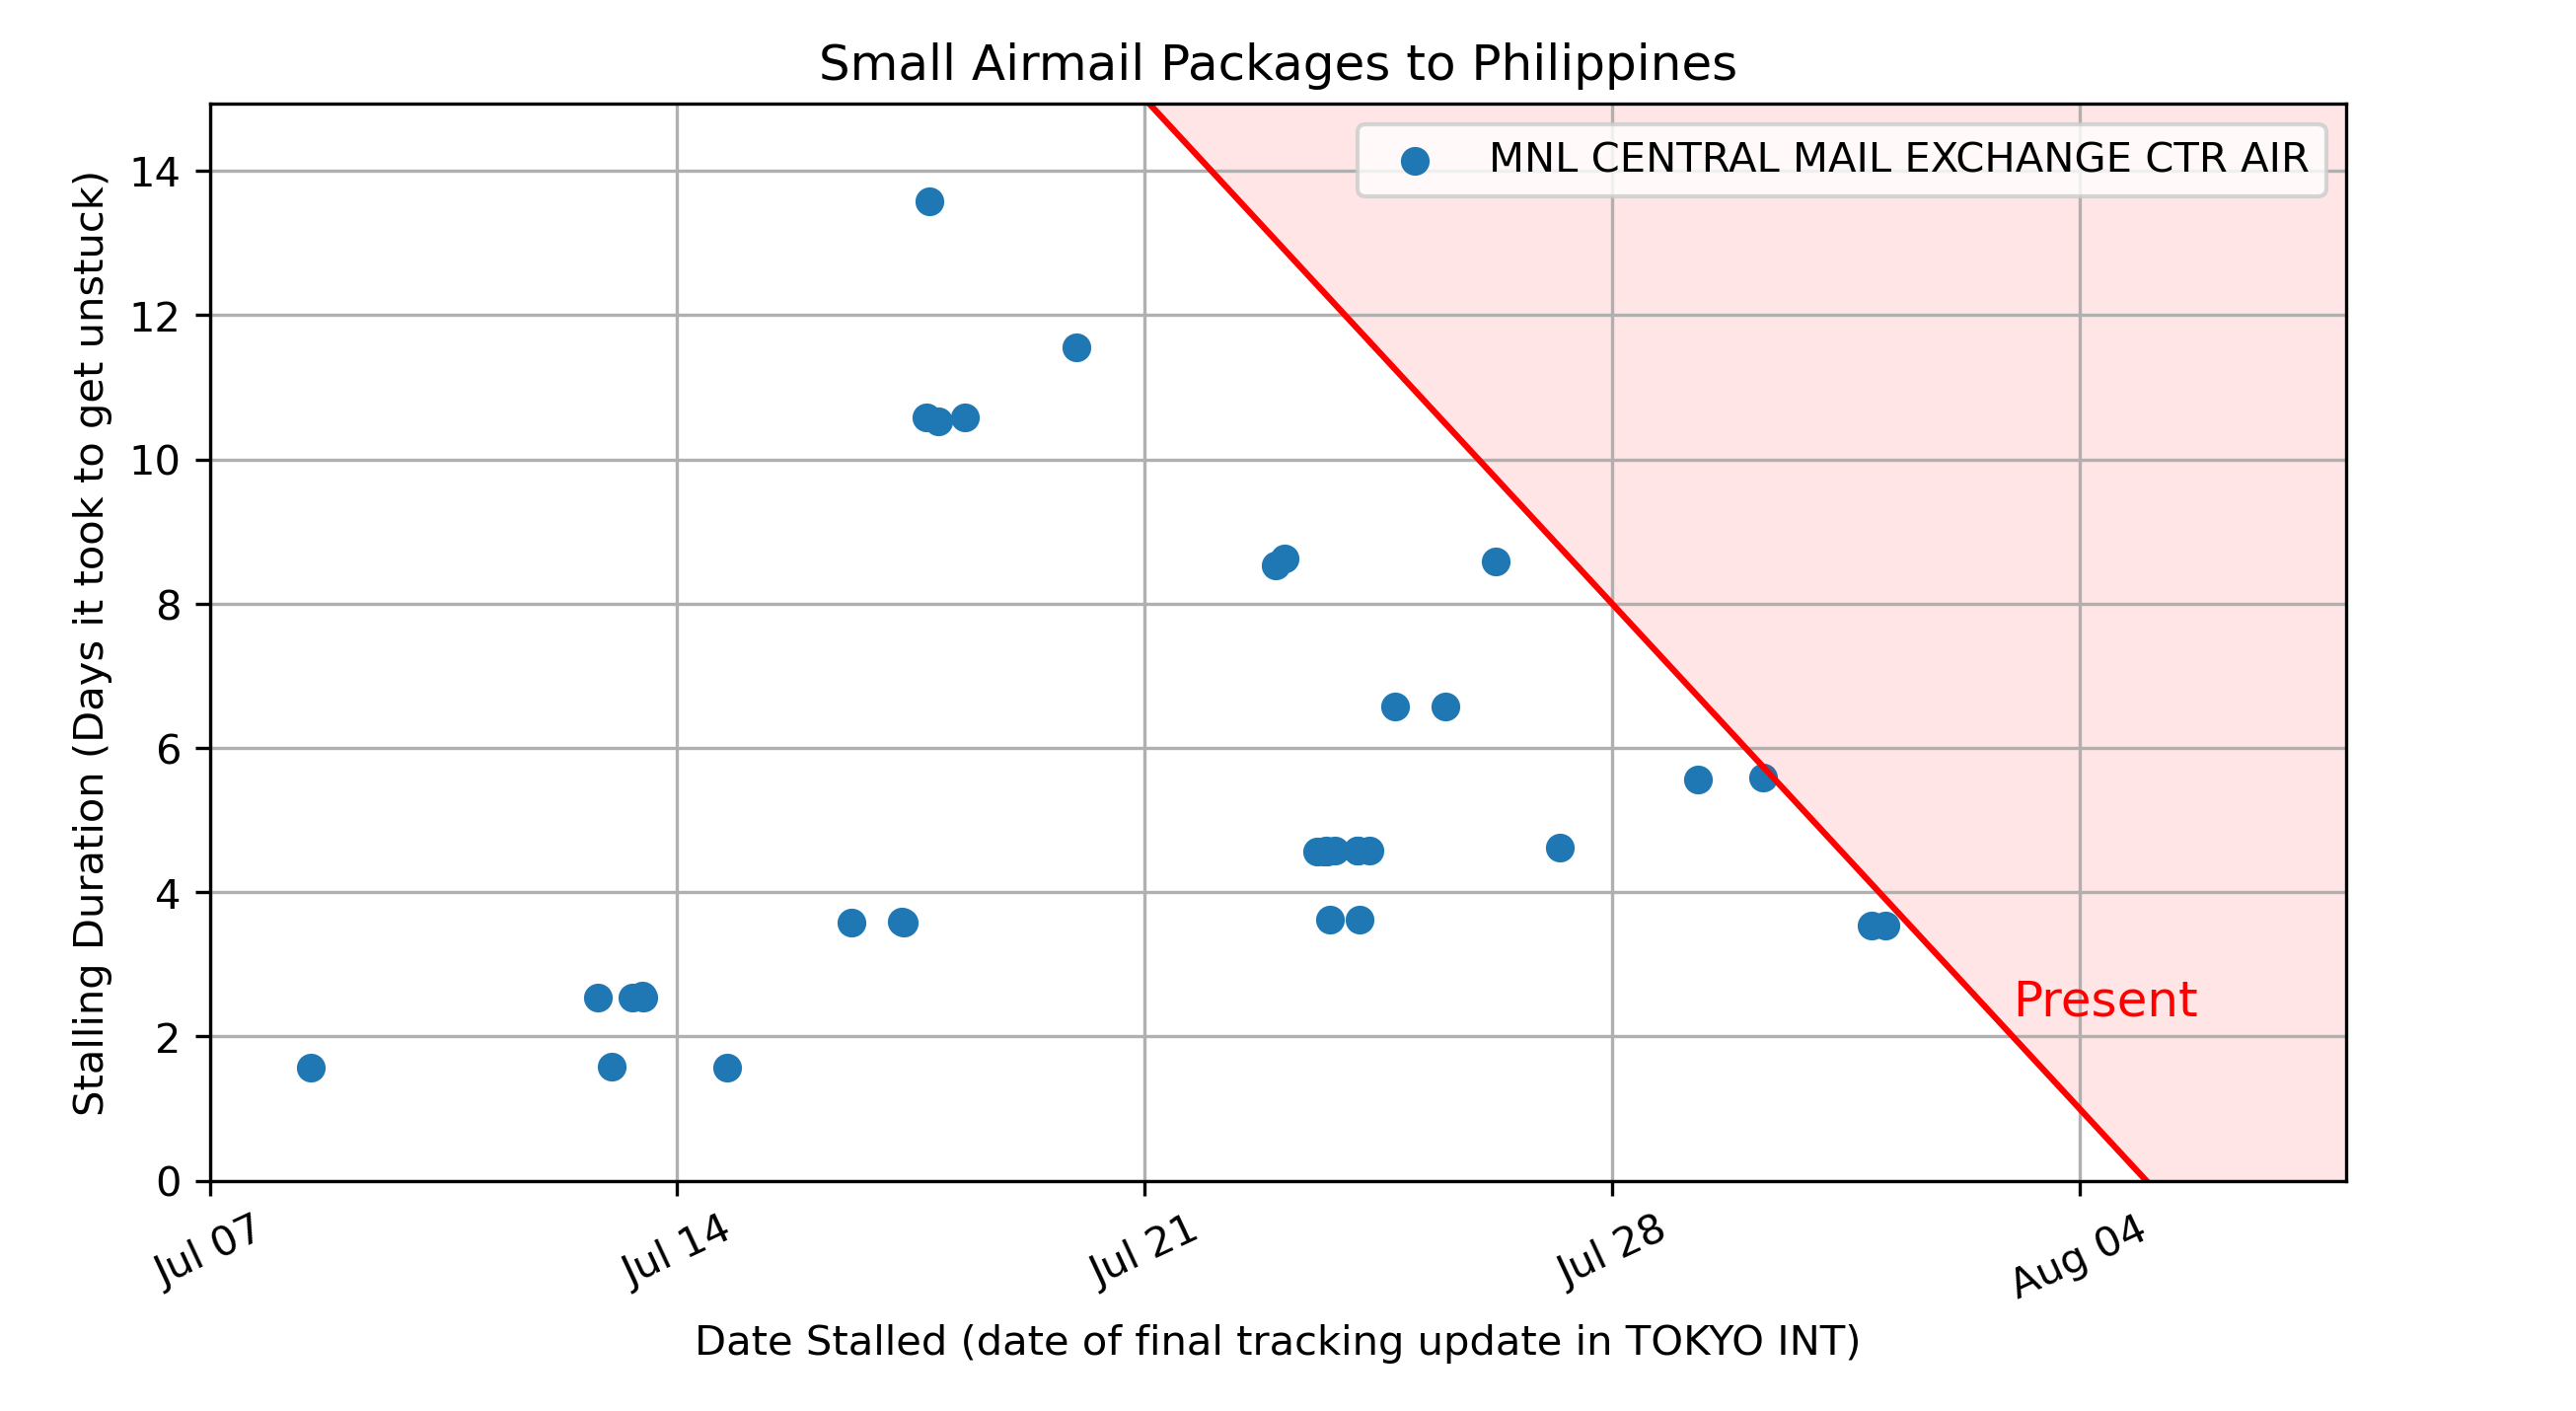 Small Airmail Packages to Philippines
MNL CENTRAL MAIL EXCHANGE CTR AIR
Stalling Duration (Days it took to get unstuck)
14
12
10
8
6
4
2
0
Present
Jul 07
Jul 14
Jul 21
Jul 28
Aug 04
Date Stalled (date of final tracking update in TOKYO INT)